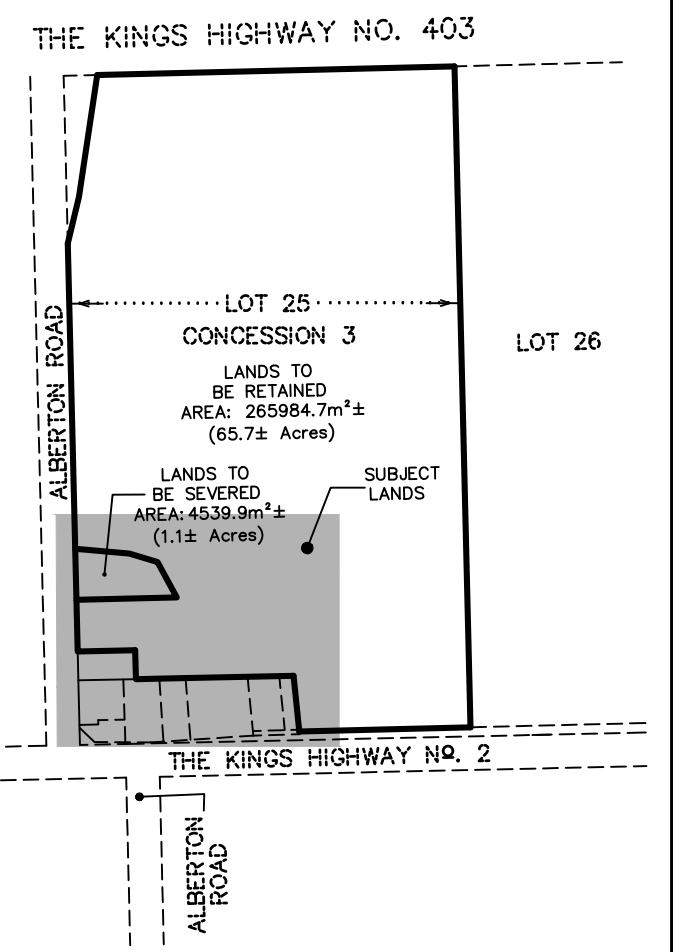 THE KINGS HIGHWAY NO. 403
ALBERTON ROAD
LOT 25
CONCESSION 3
LOT 26
LANDS TO
BE RETAINED
AREA: 265984.7m²±
(65.7± Acres)
LANDS TO
BE SEVERED
AREA: 4539.9m²±
(1.1± Acres)
SUBJECT
LANDS
THE KINGS HIGHWAY Nº. 2
ALBERTON
ROAD